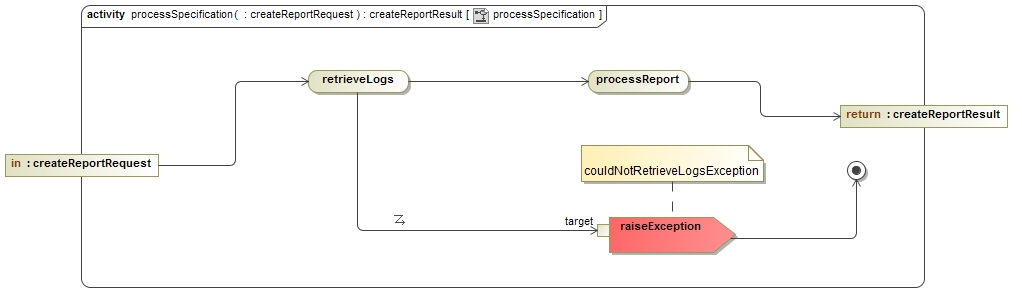 activity processSpecification( : createReportRequest ) : createReportResult [ processSpecification ]
retrieveLogs
processReport
return : createReportResult
in : createReportRequest
couldNotRetrieveLogsException
target
raiseException